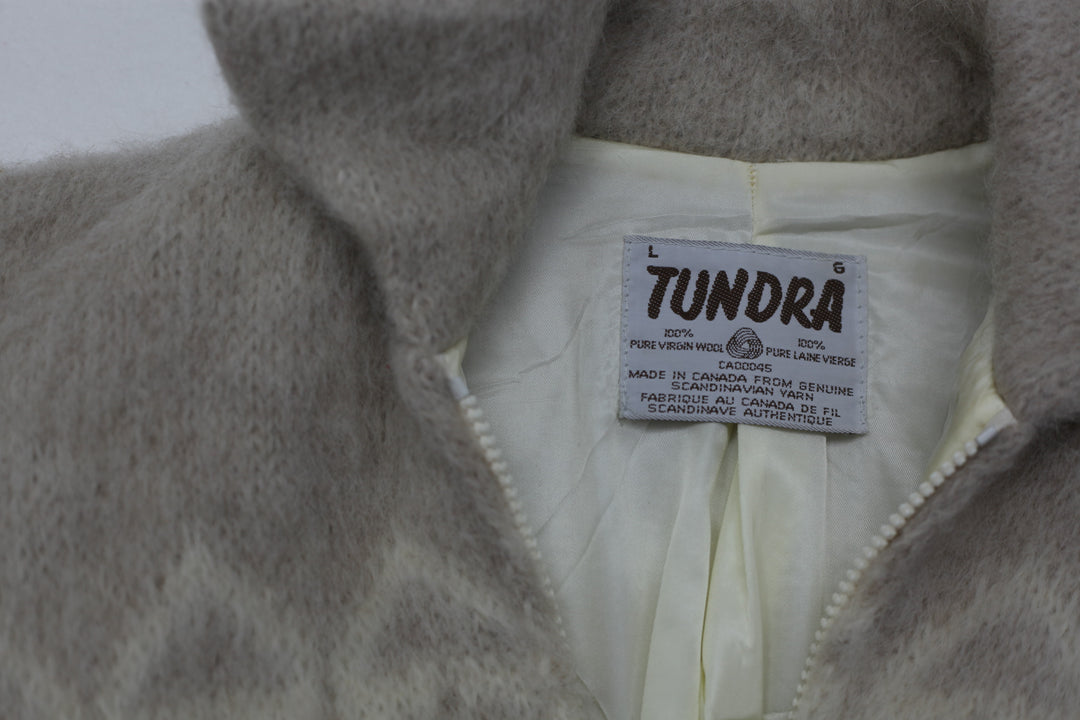 L G
TUNDRA
100% 100%
PURE VIRGIN WOOL PURE LAINE VIERGE
CA00045
MADE IN CANADA FROM GENUINE
SCANDINAVIAN YARN
FABRIQUE AU CANADA DE FIL
SCANDINAVE AUTHENTIQUE